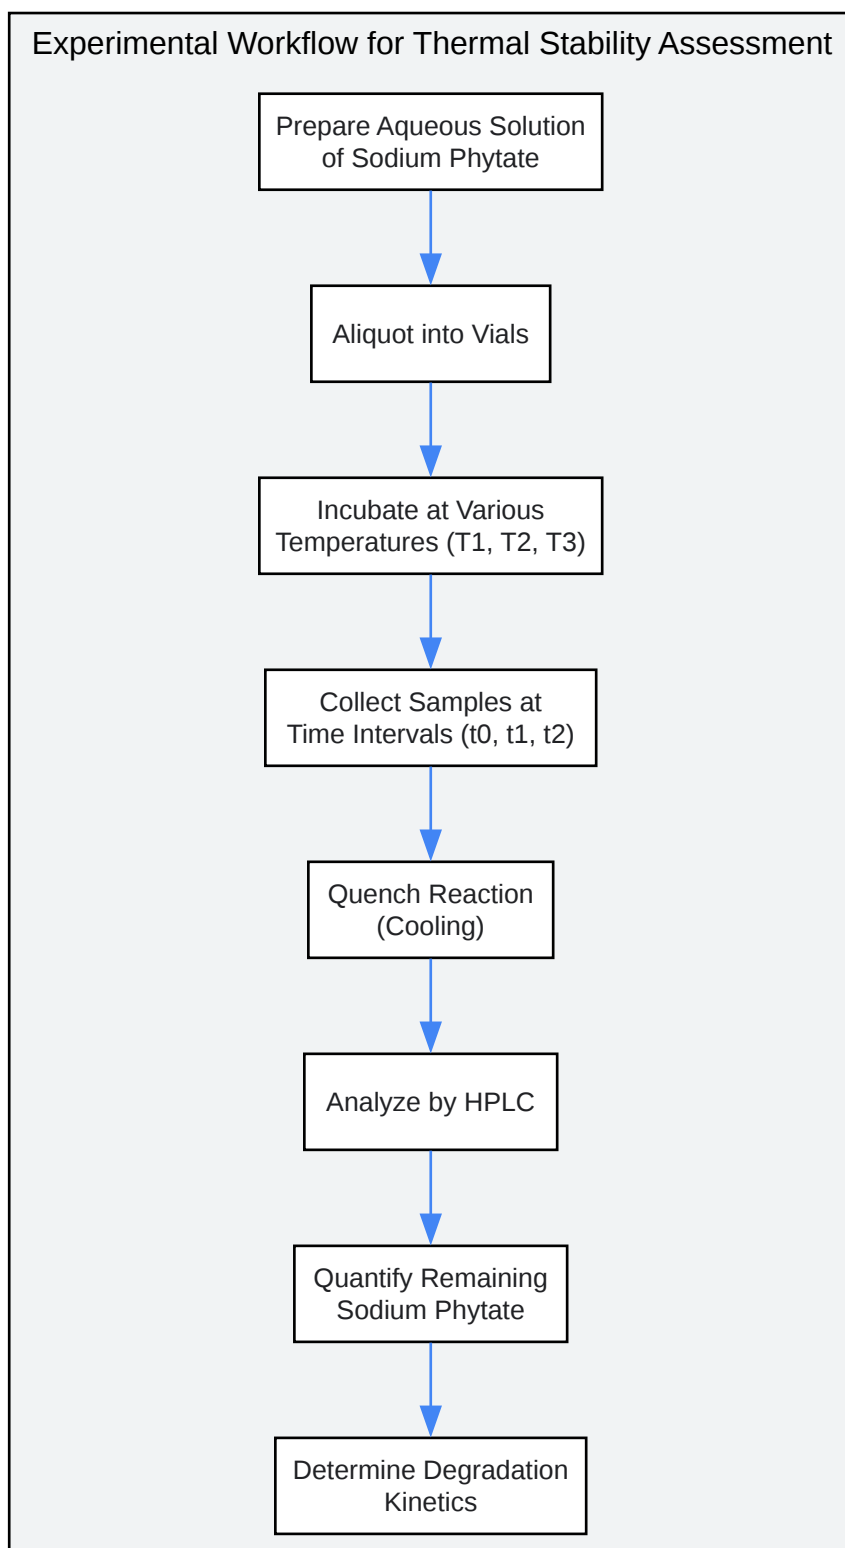 Experimental Workflow for Thermal Stability Assessment
Prepare Aqueous Solution
of Sodium Phytate
Aliquot into Vials
Incubate at Various
Temperatures (T1, T2, T3)
Collect Samples at
Time Intervals (t0, t1, t2)
Quench Reaction
(Cooling)
Analyze by HPLC
Quantify Remaining
Sodium Phytate
Determine Degradation
Kinetics